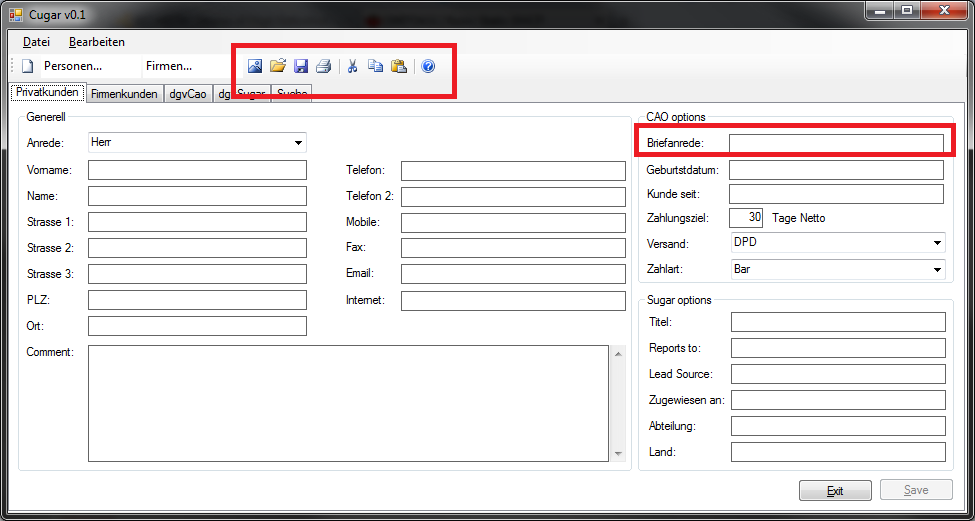 Cugar v0.1
Datei Bearbeiten
Personen... Firmen...
Privatkunden Firmenkunden dgvCao Suche
Generell
Anrede: Herr
Vorname: Telefon:
Name: Telefon 2:
Strasse 1: Mobile:
Strasse 2: Fax:
Strasse 3: Email:
PLZ: Internet:
Ort:
Comment:
CAO options
Briefanrede:
Geburtstdatum:
Kunde seit:
Zahlungsziel: 30 Tage Netto
Versand: DPD
Zahlart: Bar
Sugar options
Titel:
Reports to:
Lead Source:
Zugewiesen an:
Abteilung:
Land:
Exit Save